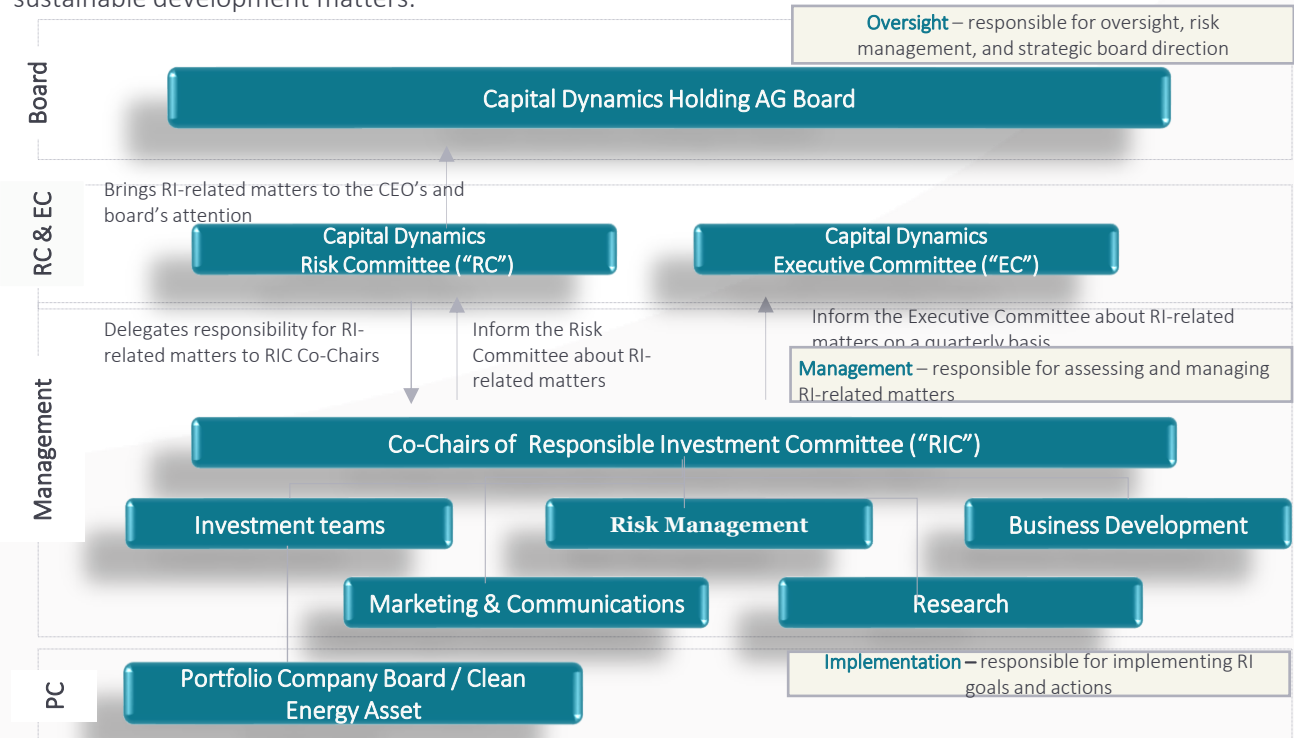 sustainable development matters.
Oversight – responsible for oversight, risk
management, and strategic board direction
Board
Capital Dynamics Holding AG Board
RC & EC
Brings RI-related matters to the CEO's and
board's attention
Capital Dynamics
Risk Committee ("RC")
Capital Dynamics
Executive Committee ("EC")
Management
Delegates responsibility for RI-
related matters to RIC Co-Chairs
Inform the Risk
Committee about RI-
related matters
Inform the Executive Committee about RI-related
matters on a quarterly basis
Management – responsible for assessing and managing
RI-related matters
Co-Chairs of Responsible Investment Committee ("RIC")
Investment teams
Risk Management
Business Development
Marketing & Communications
Research
PC
Implementation – responsible for implementing RI
goals and actions
Portfolio Company Board / Clean
Energy Asset